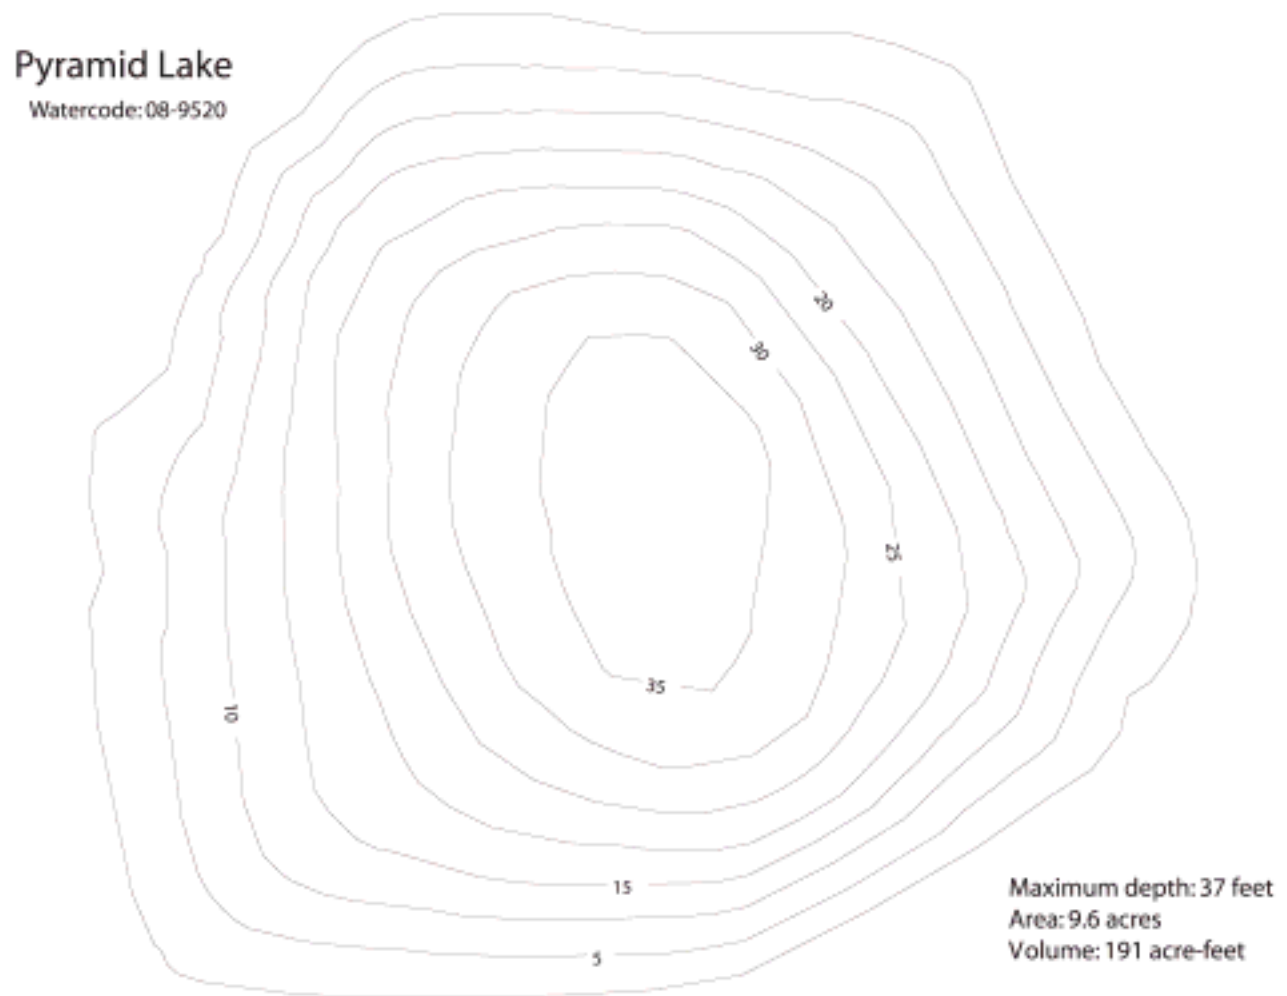 Pyramid Lake
Watercode: 08-9520
20
30
25
35
10
15
5
Maximum depth: 37 feet
Area: 9.6 acres
Volume: 191 acre-feet